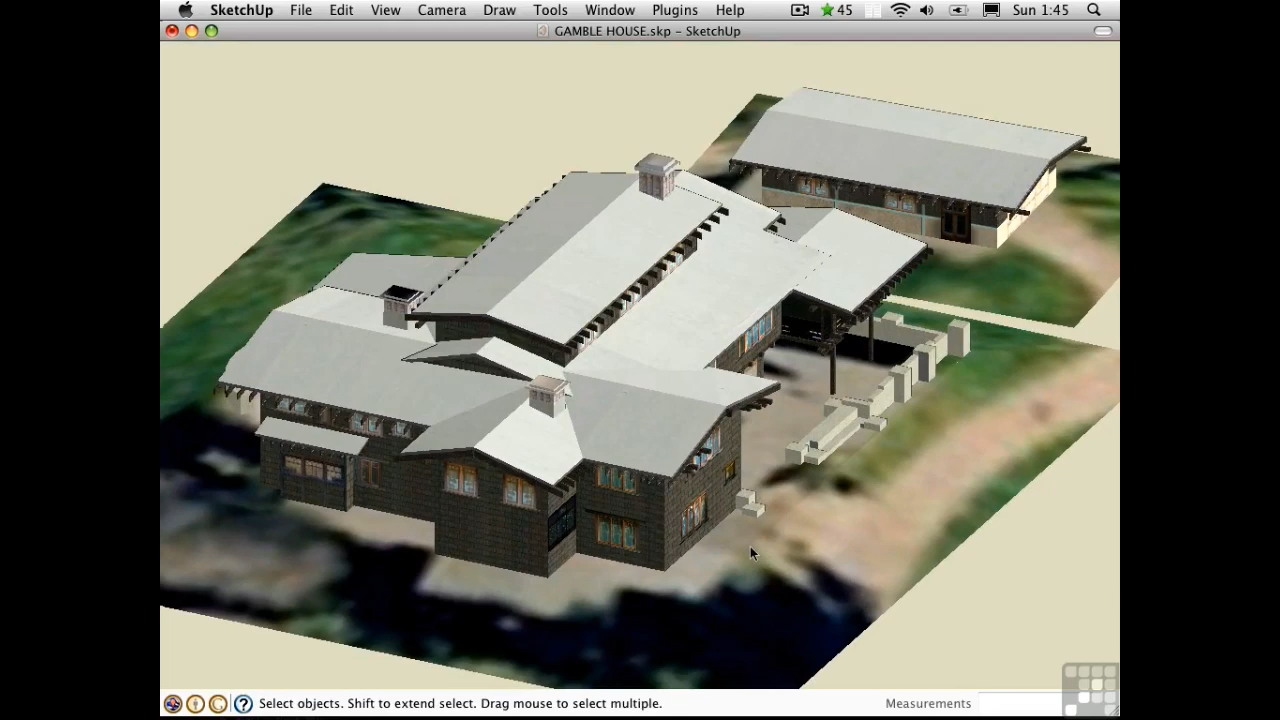 SketchUp File Edit View Camera Draw Tools Window Plugins Help 45 Sun 1:45
GAMBLE HOUSE.skp – SketchUp
Select objects. Shift to extend select. Drag mouse to select multiple. Measurements